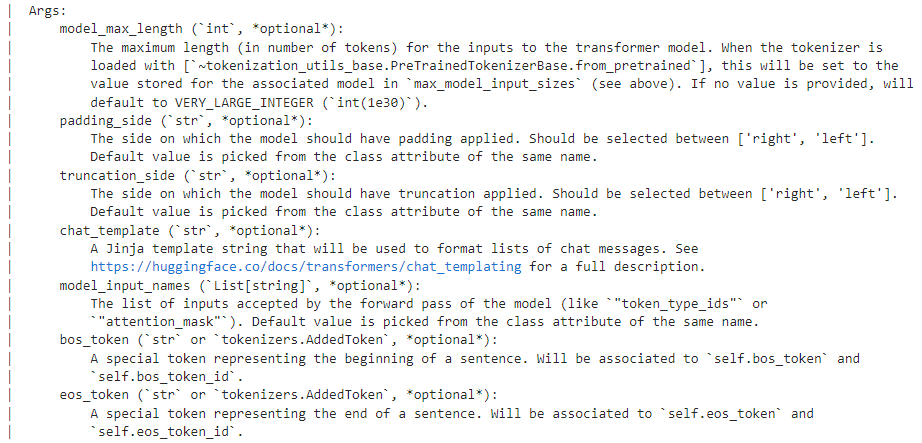 | Args:
| model_max_length (`int`, *optional*):
| The maximum length (in number of tokens) for the inputs to the transformer model. When the tokenizer is
| loaded with [`~tokenization_utils_base.PreTrainedTokenizerBase.from_pretrained`], this will be set to the
| value stored for the associated model in `max_model_input_sizes` (see above). If no value is provided, will
| default to VERY_LARGE_INTEGER (`int(1e30)`).
| padding_side (`str`, *optional*):
| The side on which the model should have padding applied. Should be selected between ['right', 'left'].
| Default value is picked from the class attribute of the same name.
| truncation_side (`str`, *optional*):
| The side on which the model should have truncation applied. Should be selected between ['right', 'left'].
| Default value is picked from the class attribute of the same name.
| chat_template (`str`, *optional*):
| A Jinja template string that will be used to format lists of chat messages. See
| https://huggingface.co/docs/transformers/chat_templating for a full description.
| model_input_names (`List[string]`, *optional*):
| The list of inputs accepted by the forward pass of the model (like `"token_type_ids"` or
| `"attention_mask"`). Default value is picked from the class attribute of the same name.
| bos_token (`str` or `tokenizers.AddedToken`, *optional*):
| A special token representing the beginning of a sentence. Will be associated to `self.bos_token` and
| `self.bos_token_id`.
| eos_token (`str` or `tokenizers.AddedToken`, *optional*):
| A special token representing the end of a sentence. Will be associated to `self.eos_token` and
| `self.eos_token_id`.